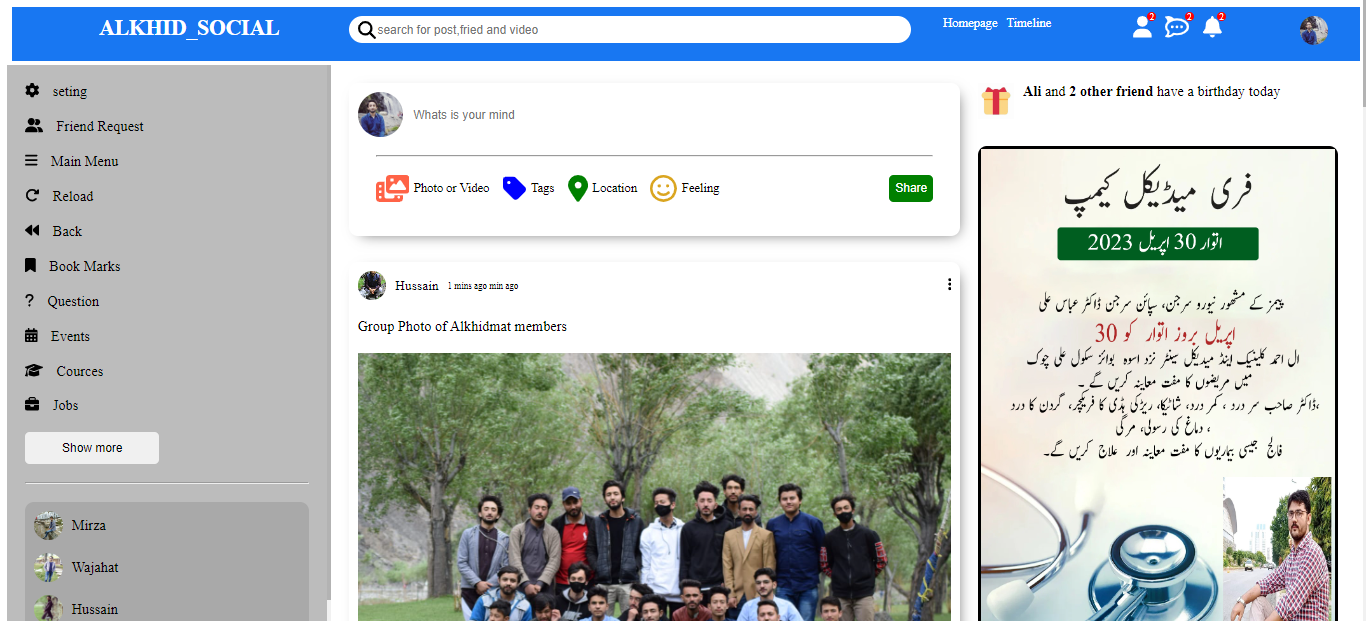 ALKHID_SOCIAL
search for post,fried and video
Homepage Timeline
2
2
2
seting
Friend Request
Main Menu
Reload
Back
Book Marks
Question
Events
Cources
Jobs
Show more
Mirza
Wajahat
Hussain
Whats is your mind
Photo or Video Tags Location Feeling Share
Hussain 1 mins ago min ago
Group Photo of Alkhidmat members
Ali and 2 other friend have a birthday today
فری میڈیکل کیمپ
اتوار 30 اپریل 2023
پیمز کے مشہور نیورو سرجن، سپائن سرجن ڈاکٹر عباس علی
30 اپریل بروز اتوار کو
ال احمد کلینیک اینڈ میدیکل سینٹر نزد اسوہ بوائز سکول علی چوک
میں مریضوں کا مفت معاینہ کریں گے ۔
ڈاکٹر صاحب سر درد ، کمر درد، شاٹیکا، ریڑکی ہڈی کا فریکچر، گردن کا درد،
، دماغ کی رسولی، مرگی
فالج جیسی بیماریوں کا مفت معاینہ اور علاج کریں گے۔